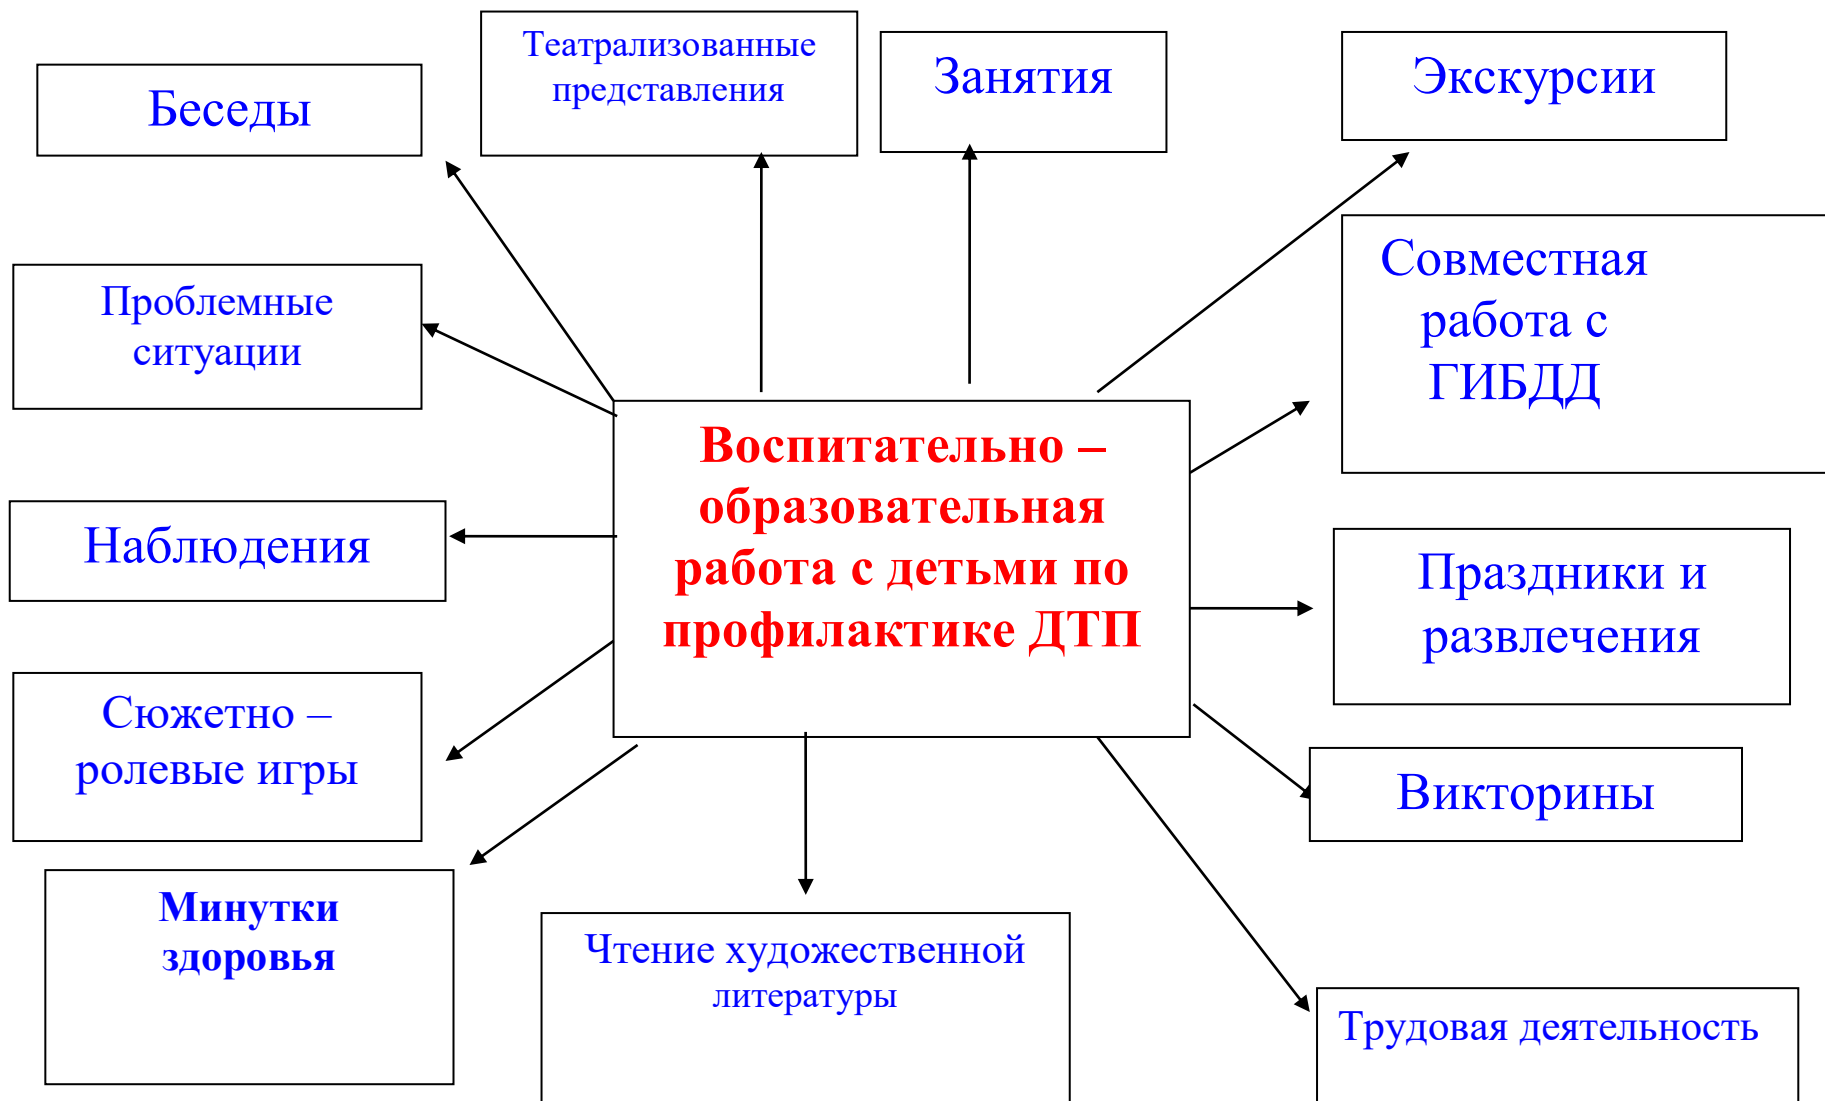 Беседы
Театрализованные
представления
Занятия
Экскурсии
Проблемные
ситуации
Совместная
работа с
ГИБДД
Воспитательно –
образовательная
работа с детьми по
профилактике ДТП
Наблюдения
Праздники и
развлечения
Сюжетно –
ролевые игры
Викторины
Минутки
здоровья
Чтение художественной
литературы
Трудовая деятельность